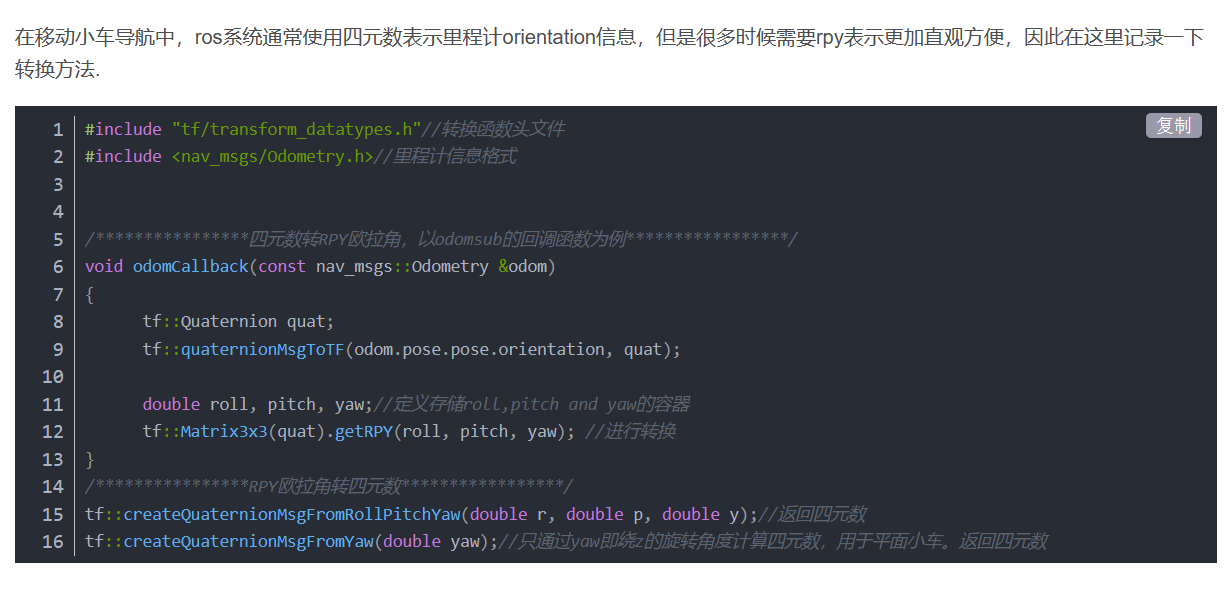 在移动小车导航中，ros系统通常使用四元数表示里程计orientation信息，但是很多时候需要rpy表示更加直观方便，因此在这里记录一下
转换方法.
复制
1 #include "tf/transform_datatypes.h"//转换函数头文件
2 #include <nav_msgs/Odometry.h>//里程计信息格式
3
4
5 /****************四元数转RPY欧拉角，以odomsub的回调函数为例*****************/
6 void odomCallback(const nav_msgs::Odometry &odom)
7 {
8 tf::Quaternion quat;
9 tf::quaternionMsgToTF(odom.pose.pose.orientation, quat);
10
11 double roll, pitch, yaw;//定义存储roll,pitch and yaw的容器
12 tf::Matrix3x3(quat).getRPY(roll, pitch, yaw); //进行转换
13 }
14 /****************RPY欧拉角转四元数*****************/
15 tf::createQuaternionMsgFromRollPitchYaw(double r, double p, double y);//返回四元数
16 tf::createQuaternionMsgFromYaw(double yaw);//只通过yaw即绕z的旋转角度计算四元数，用于平面小车。返回四元数